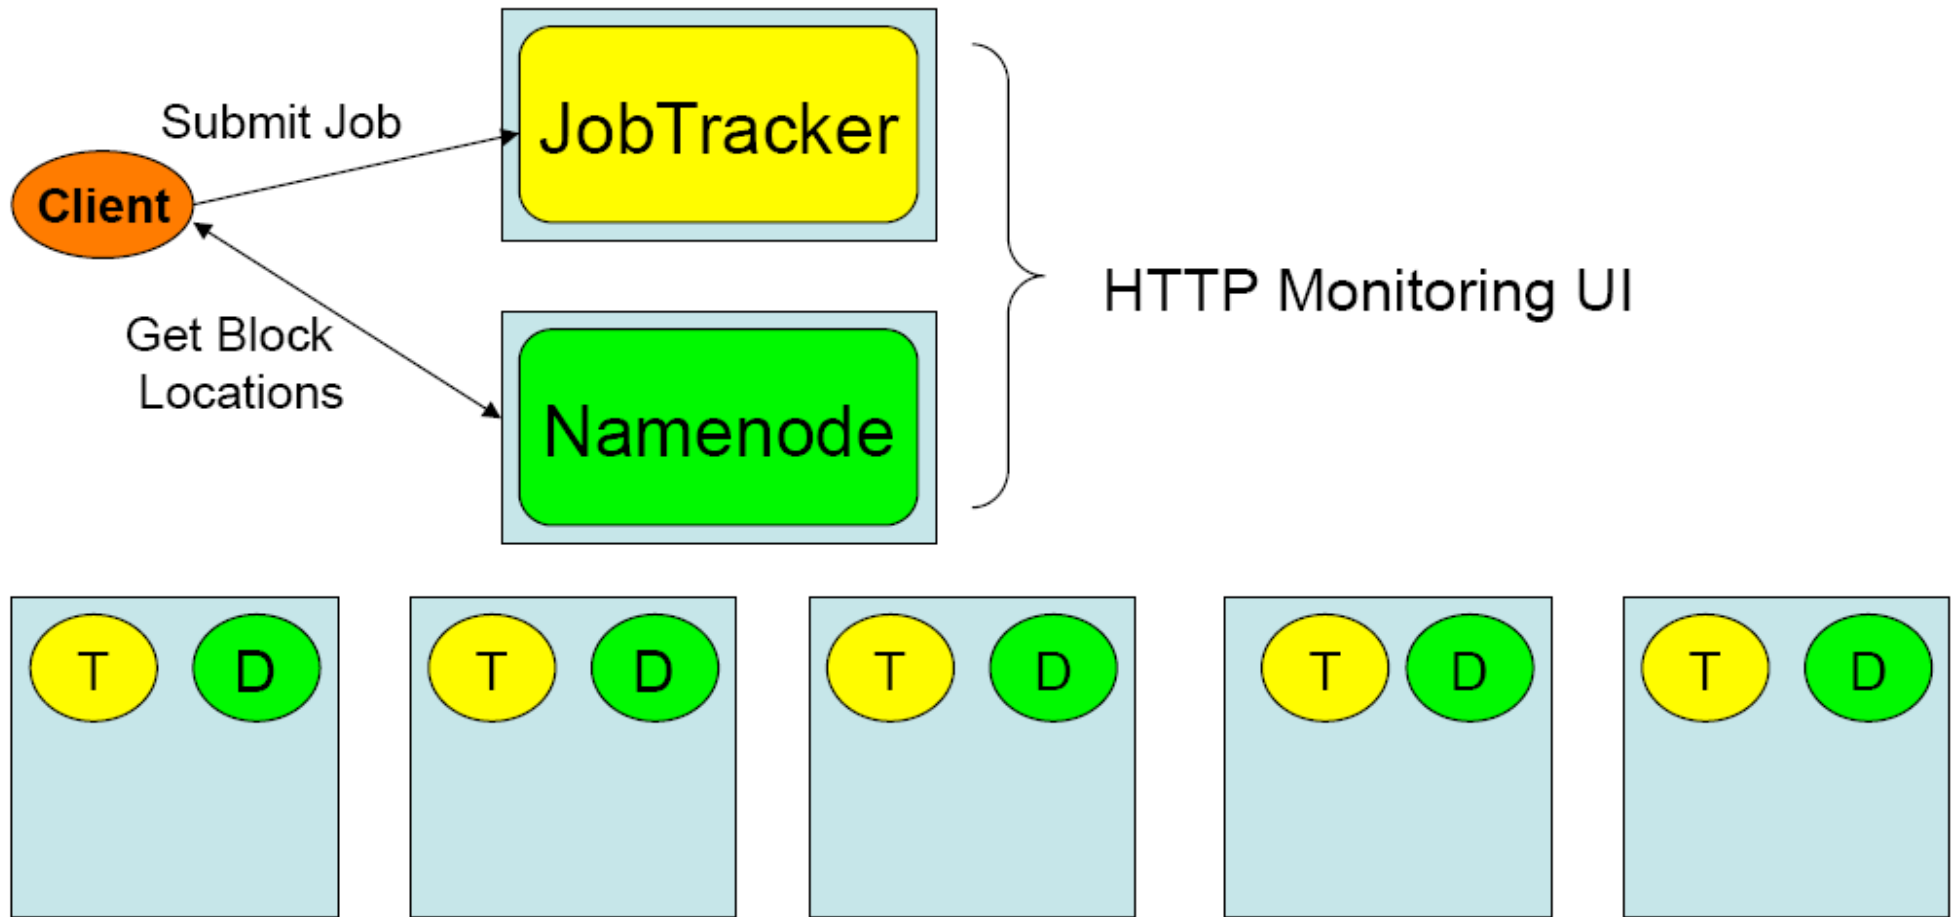 Submit Job
JobTracker
Client
HTTP Monitoring UI
Get Block
Locations
Namenode
T D T D T D T D T D